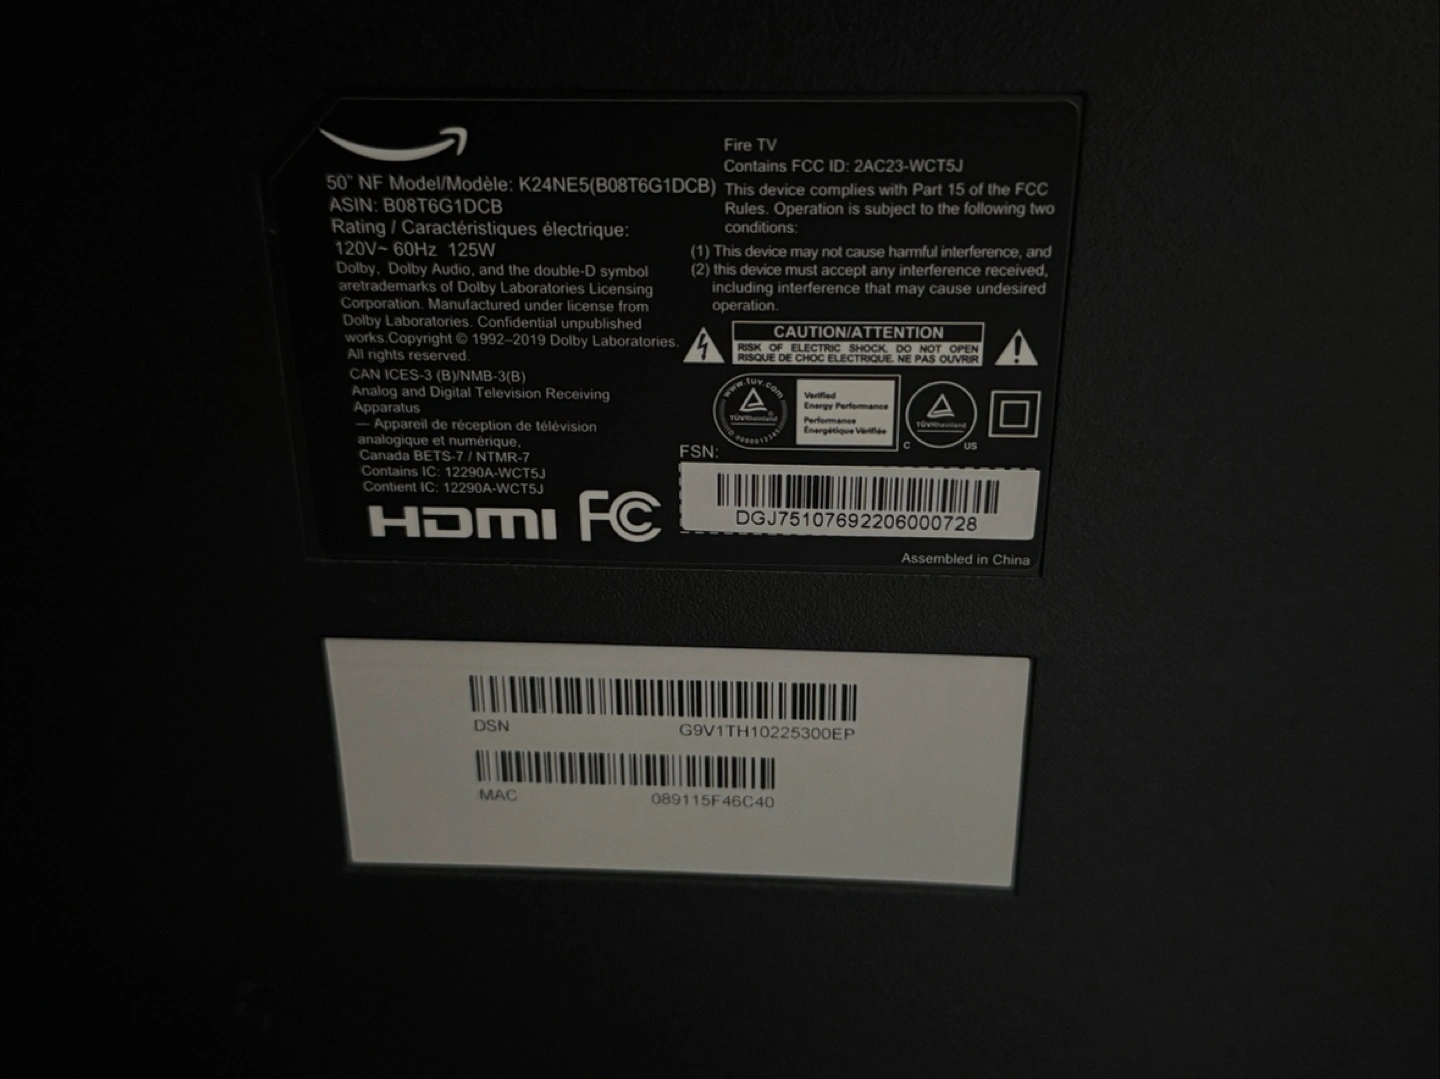 50" NF Model/Modèle: K24NE5(B08T6G1DCB)
ASIN: B08T6G1DCB
Rating / Caractéristiques électrique:
120V~ 60Hz 125W
Dolby, Dolby Audio, and the double-D symbol
aretrademarks of Dolby Laboratories Licensing
Corporation. Manufactured under license from
Dolby Laboratories. Confidential unpublished
works.Copyright © 1992–2019 Dolby Laboratories.
All rights reserved.
CAN ICES-3 (B)/NMB-3(B)
Analog and Digital Television Receiving
Apparatus
— Appareil de réception de télévision
analogique et numérique,
Canada BETS-7 / NTMR-7
Contains IC: 12290A-WCT5J
Contient IC: 12290A-WCT5J
HDMI FC
Fire TV
Contains FCC ID: 2AC23-WCT5J
This device complies with Part 15 of the FCC
Rules. Operation is subject to the following two
conditions:
(1) This device may not cause harmful interference, and
(2) this device must accept any interference received,
including interference that may cause undesired
operation.
CAUTION/ATTENTION
RISK OF ELECTRIC SHOCK. DO NOT OPEN
RISQUE DE CHOC ELECTRIQUE. NE PAS OUVRIR
www.tuv.com
TÜVRheinland
Verified
Energy Performance
Performance
Énergétique Vérifiée
TÜVRheinland
C US
FSN:
DGJ75107692206000728
Assembled in China
DSN G9V1TH10225300EP
MAC 089115F46C40